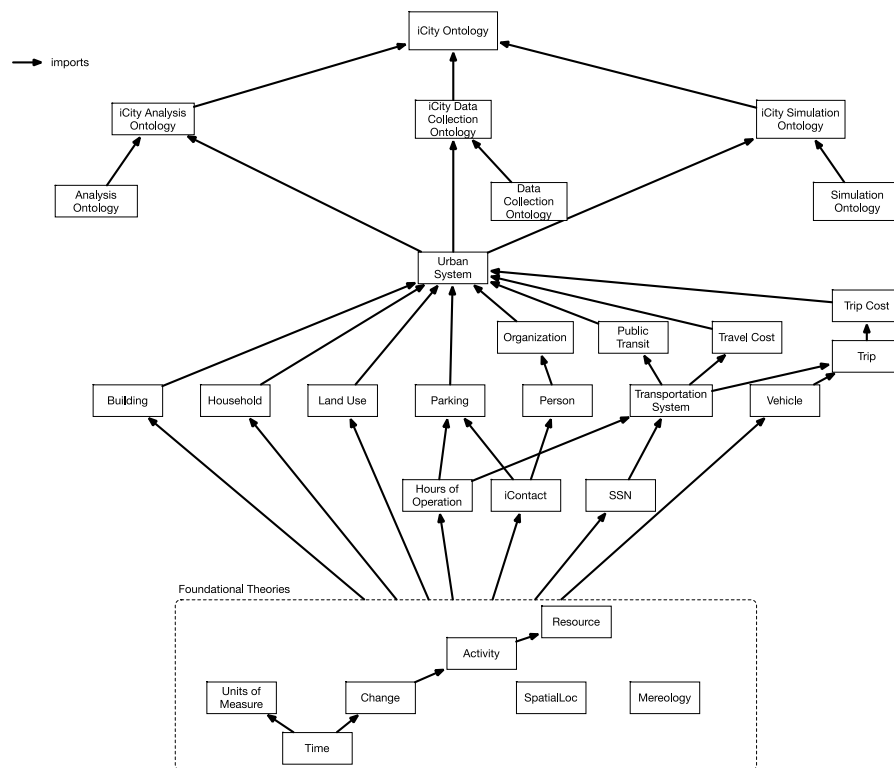 iCity Ontology
imports
iCity Analysis
Ontology
iCity Data
Collection
Ontology
iCity Simulation
Ontology
Analysis
Ontology
Data
Collection
Ontology
Simulation
Ontology
Urban
System
Trip Cost
Organization
Public
Transit
Travel Cost
Trip
Building
Household
Land Use
Parking
Person
Transportation
System
Vehicle
Hours of
Operation
iContact
SSN
Foundational Theories
Resource
Activity
Units of
Measure
Change
SpatialLoc
Mereology
Time